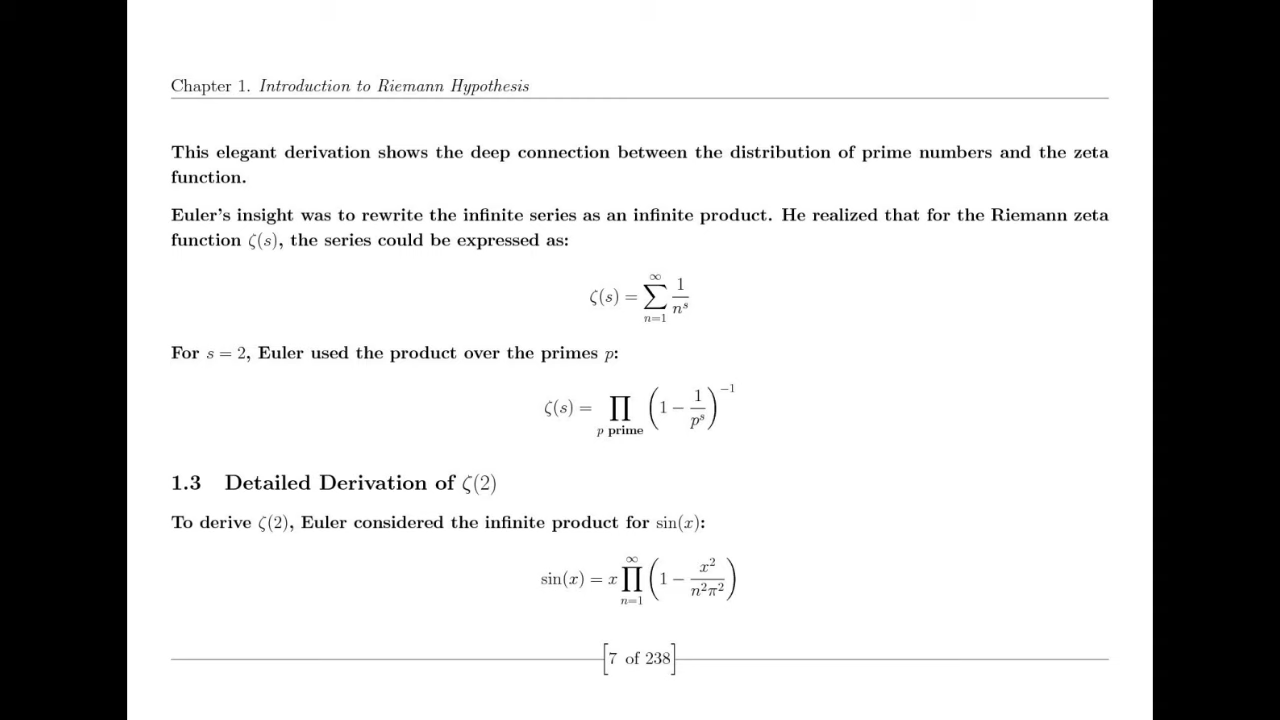 Chapter 1. Introduction to Riemann Hypothesis
This elegant derivation shows the deep connection between the distribution of prime numbers and the zeta
function.
Euler's insight was to rewrite the infinite series as an infinite product. He realized that for the Riemann zeta
function ζ(s), the series could be expressed as:
ζ(s) = ∑_{n=1}^{∞} 1/n^s
For s = 2, Euler used the product over the primes p:
ζ(s) = ∏_{p prime} (1 − 1/p^s)^{−1}
1.3 Detailed Derivation of ζ(2)
To derive ζ(2), Euler considered the infinite product for sin(x):
sin(x) = x ∏_{n=1}^{∞} (1 − x²/n²π²)
[7 of 238]